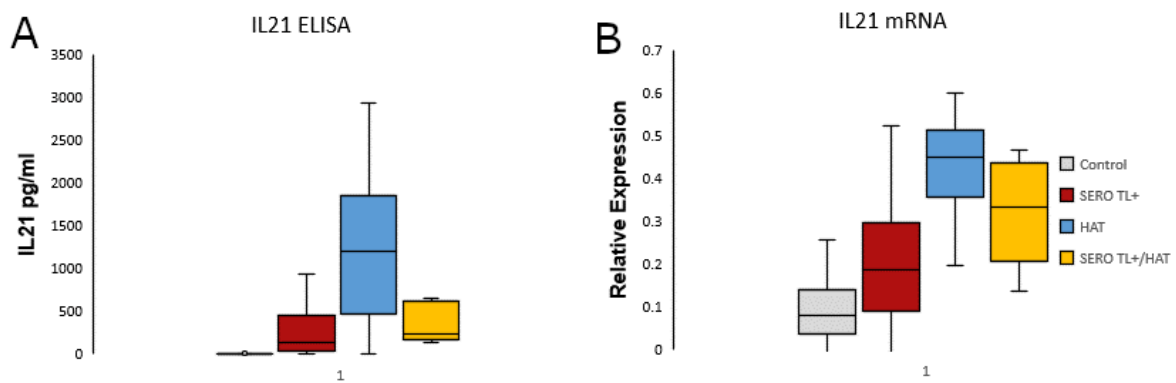 A
IL21 ELISA
IL21 pg/ml
3500
3000
2500
2000
1500
1000
500
0
1
B
IL21 mRNA
Relative Expression
0.7
0.6
0.5
0.4
0.3
0.2
0.1
0
1
Control
SERO TL+
HAT
SERO TL+/HAT